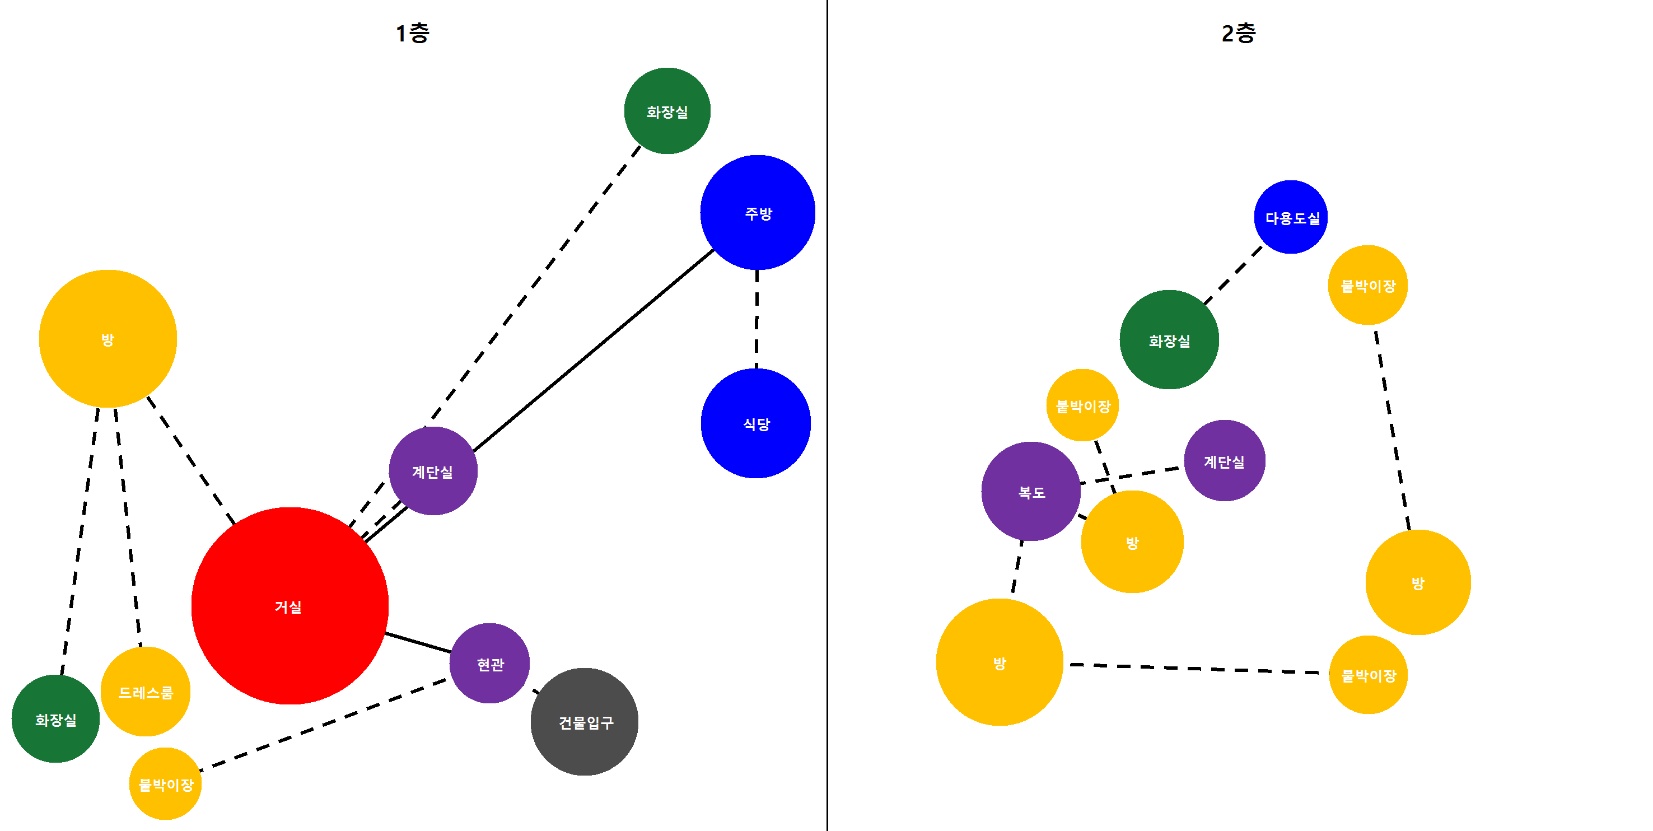 1층
화장실
주방
방
식당
계단실
거실
현관
드레스룸
화장실
건물입구
붙박이장
2층
다용도실
붙박이장
화장실
붙박이장
계단실
복도
방
방
방
붙박이장